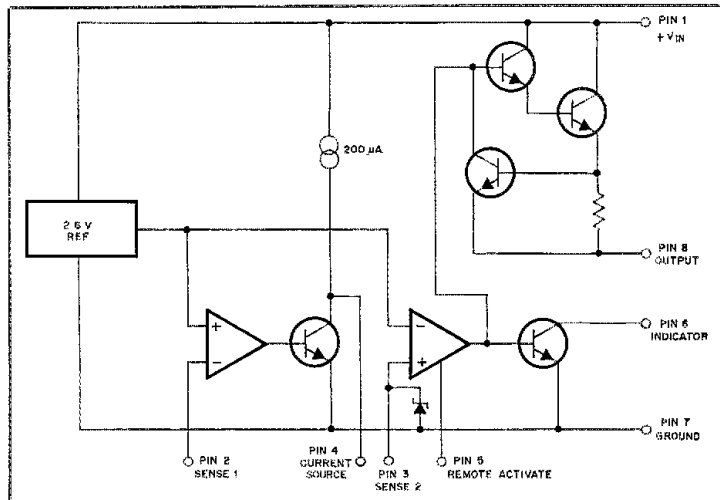 PIN 1
+VIN
200 μA
2 6 V
REF
PIN 8
OUTPUT
+
−
−
+
PIN 6
INDICATOR
PIN 7
GROUND
PIN 2
SENSE 1
PIN 4
CURRENT
SOURCE
PIN 3
SENSE 2
PIN 5
REMOTE ACTIVATE